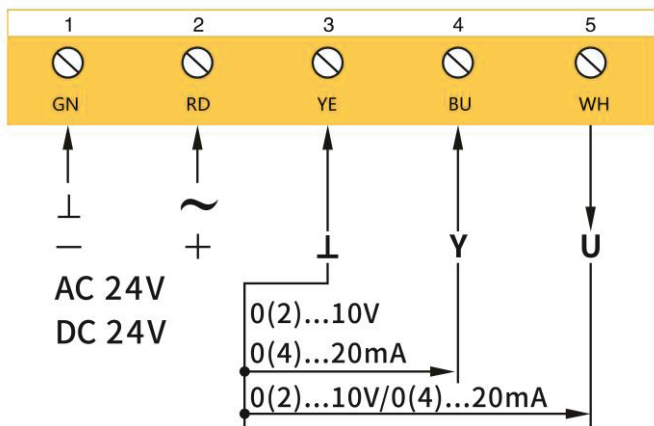 1 2 3 4 5
GN RD YE BU WH
⊥ ~ 
— + ⊥ Y U
AC 24V
DC 24V
0(2)...10V
0(4)...20mA
0(2)...10V/0(4)...20mA